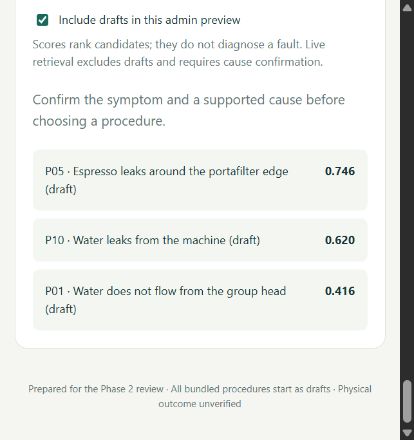 Include drafts in this admin preview
Scores rank candidates; they do not diagnose a fault. Live
retrieval excludes drafts and requires cause confirmation.
Confirm the symptom and a supported cause before
choosing a procedure.
P05 · Espresso leaks around the portafilter edge 0.746
(draft)
P10 · Water leaks from the machine (draft) 0.620
P01 · Water does not flow from the group head 0.416
(draft)
Prepared for the Phase 2 review · All bundled procedures start as drafts · Physical
outcome unverified